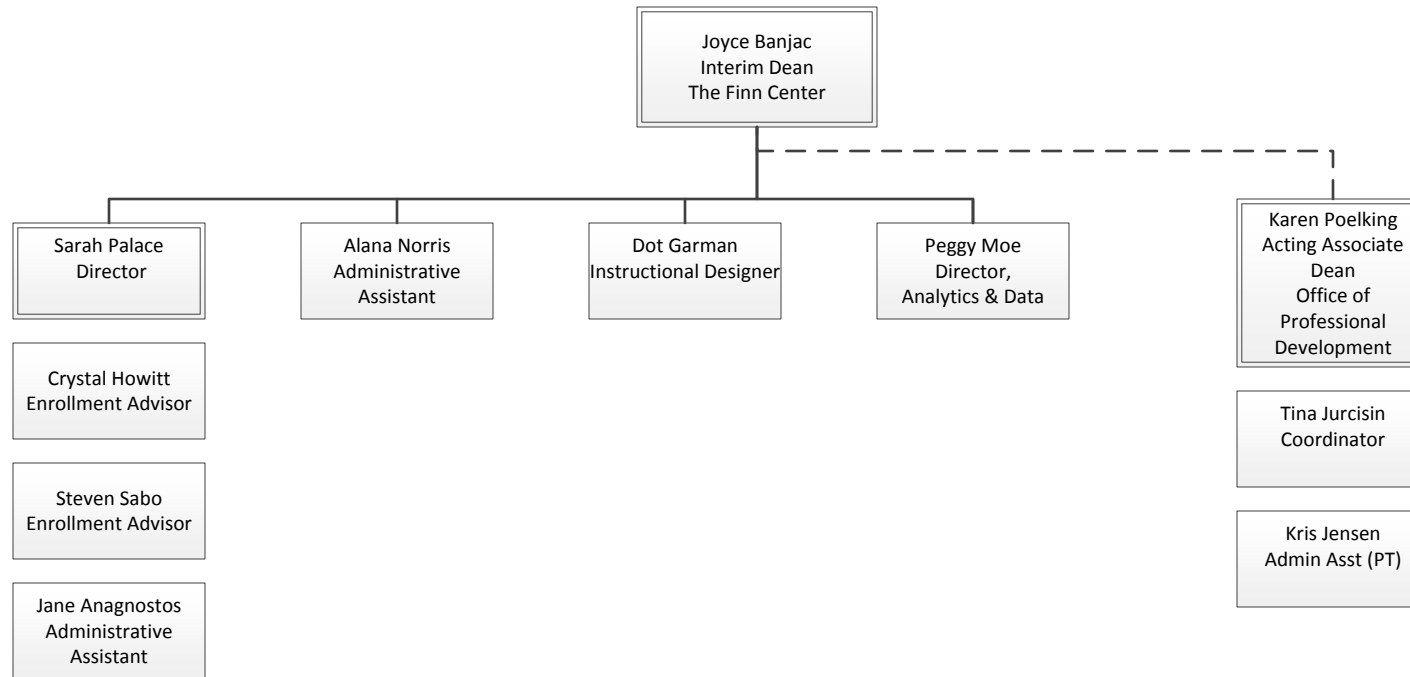 Joyce Banjac
Interim Dean
The Finn Center
Sarah Palace
Director
Alana Norris
Administrative
Assistant
Dot Garman
Instructional Designer
Peggy Moe
Director,
Analytics & Data
Karen Poelking
Acting Associate
Dean
Office of
Professional
Development
Crystal Howitt
Enrollment Advisor
Tina Jurcisin
Coordinator
Steven Sabo
Enrollment Advisor
Kris Jensen
Admin Asst (PT)
Jane Anagnostos
Administrative
Assistant